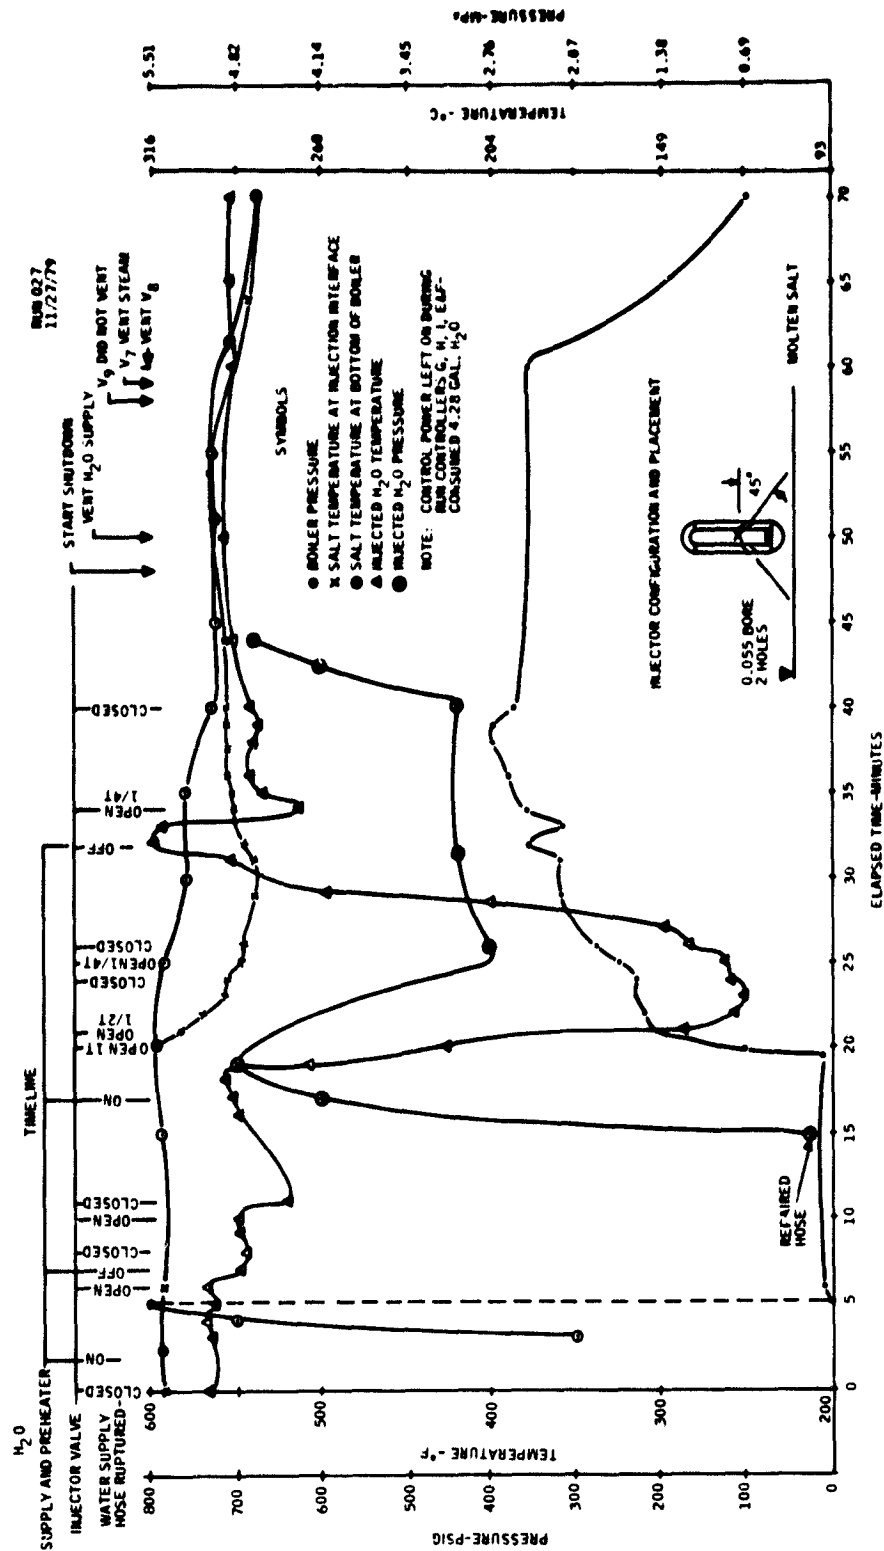 RUN 027
11/27/79
TIMELINE
H2O
SUPPLY AND PREHEATER
INJECTOR VALVE
WATER SUPPLY
HOSE RUPTURED
ON
OFF
ON
OFF
CLOSED
OPEN
CLOSED
OPEN
CLOSED
OPEN 1T
OPEN
1/2T
CLOSED
OPEN 1/4T
CLOSED
OPEN
1/4T
CLOSED
START SHUTDOWN
VENT H2O SUPPLY
V9 DID NOT VENT
V7 VENT STEAM
VENT V8
SYMBOLS
BOILER PRESSURE
x SALT TEMPERATURE AT INJECTION INTERFACE
SALT TEMPERATURE AT BOTTOM OF BOILER
INJECTED H2O TEMPERATURE
INJECTED H2O PRESSURE
NOTE: CONTROL POWER LEFT ON DURING
RUN CONTROLLERS G, H, I, E&F-
CONSUMED 4.28 GAL. H2O
INJECTOR CONFIGURATION AND PLACEMENT
0.055 BORE
2 HOLES
45°
MOLTEN SALT
REPAIRED
HOSE
PRESSURE-PSIG
800
700
600
500
400
300
200
100
0
TEMPERATURE - °F
600
500
400
300
200
TEMPERATURE - °C
316
260
204
149
93
PRESSURE-MPa
5.51
4.82
4.14
3.45
2.76
2.07
1.38
0.69
0
5
10
15
20
25
30
35
40
45
50
55
60
65
70
ELAPSED TIME-MINUTES